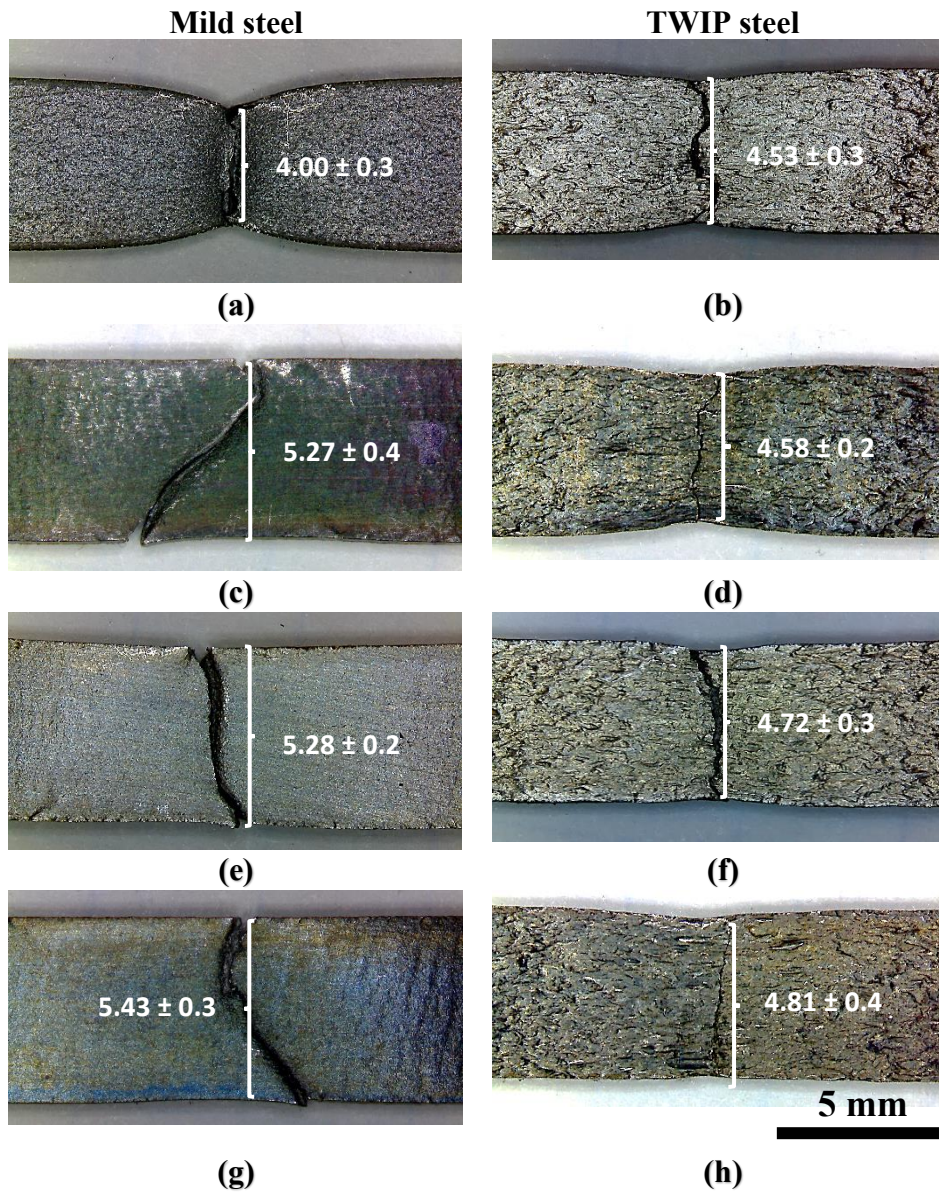 Mild steel
TWIP steel
4.00 ± 0.3
4.53 ± 0.3
(a)
(b)
5.27 ± 0.4
4.58 ± 0.2
(c)
(d)
5.28 ± 0.2
4.72 ± 0.3
(e)
(f)
5.43 ± 0.3
4.81 ± 0.4
5 mm
(g)
(h)